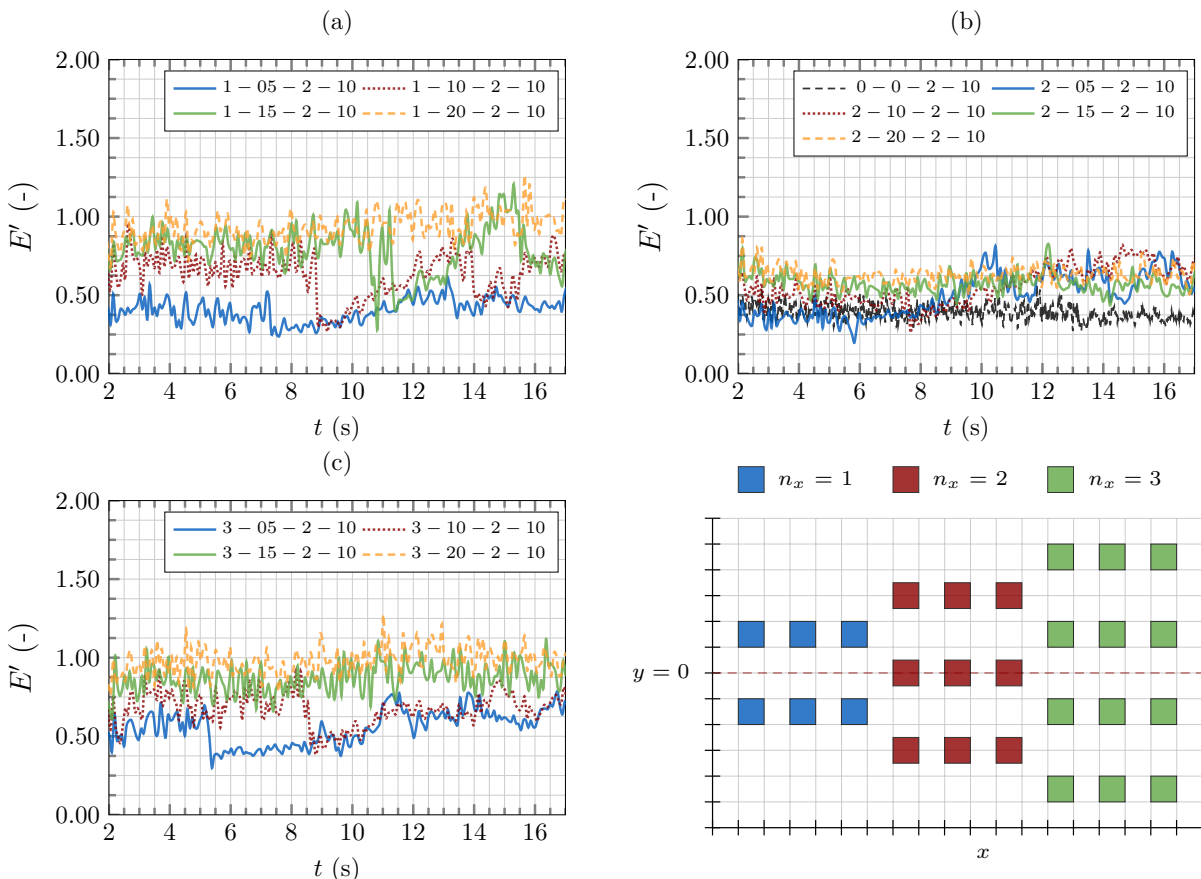 (a)
2.00
1.50
1.00
0.50
0.00
E′ (-)
1 − 05 − 2 − 10
1 − 10 − 2 − 10
1 − 15 − 2 − 10
1 − 20 − 2 − 10
2 4 6 8 10 12 14 16
t (s)
(b)
2.00
1.50
1.00
0.50
0.00
E′ (-)
0 − 0 − 2 − 10
2 − 05 − 2 − 10
2 − 10 − 2 − 10
2 − 15 − 2 − 10
2 − 20 − 2 − 10
2 4 6 8 10 12 14 16
t (s)
(c)
2.00
1.50
1.00
0.50
0.00
E′ (-)
3 − 05 − 2 − 10
3 − 10 − 2 − 10
3 − 15 − 2 − 10
3 − 20 − 2 − 10
2 4 6 8 10 12 14 16
t (s)
nₓ = 1
nₓ = 2
nₓ = 3
y = 0
x